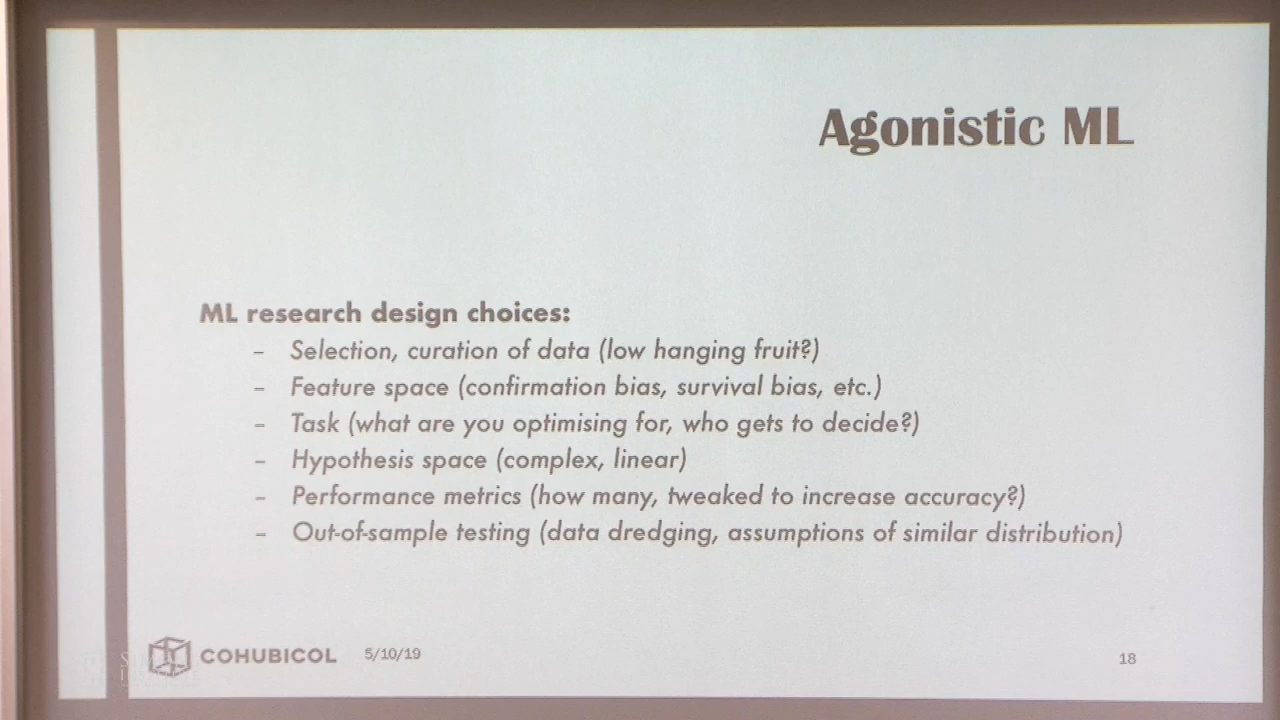 Agonistic ML
ML research design choices:
– Selection, curation of data (low hanging fruit?)
– Feature space (confirmation bias, survival bias, etc.)
– Task (what are you optimising for, who gets to decide?)
– Hypothesis space (complex, linear)
– Performance metrics (how many, tweaked to increase accuracy?)
– Out-of-sample testing (data dredging, assumptions of similar distribution)
COHUBICOL 5/10/19 18